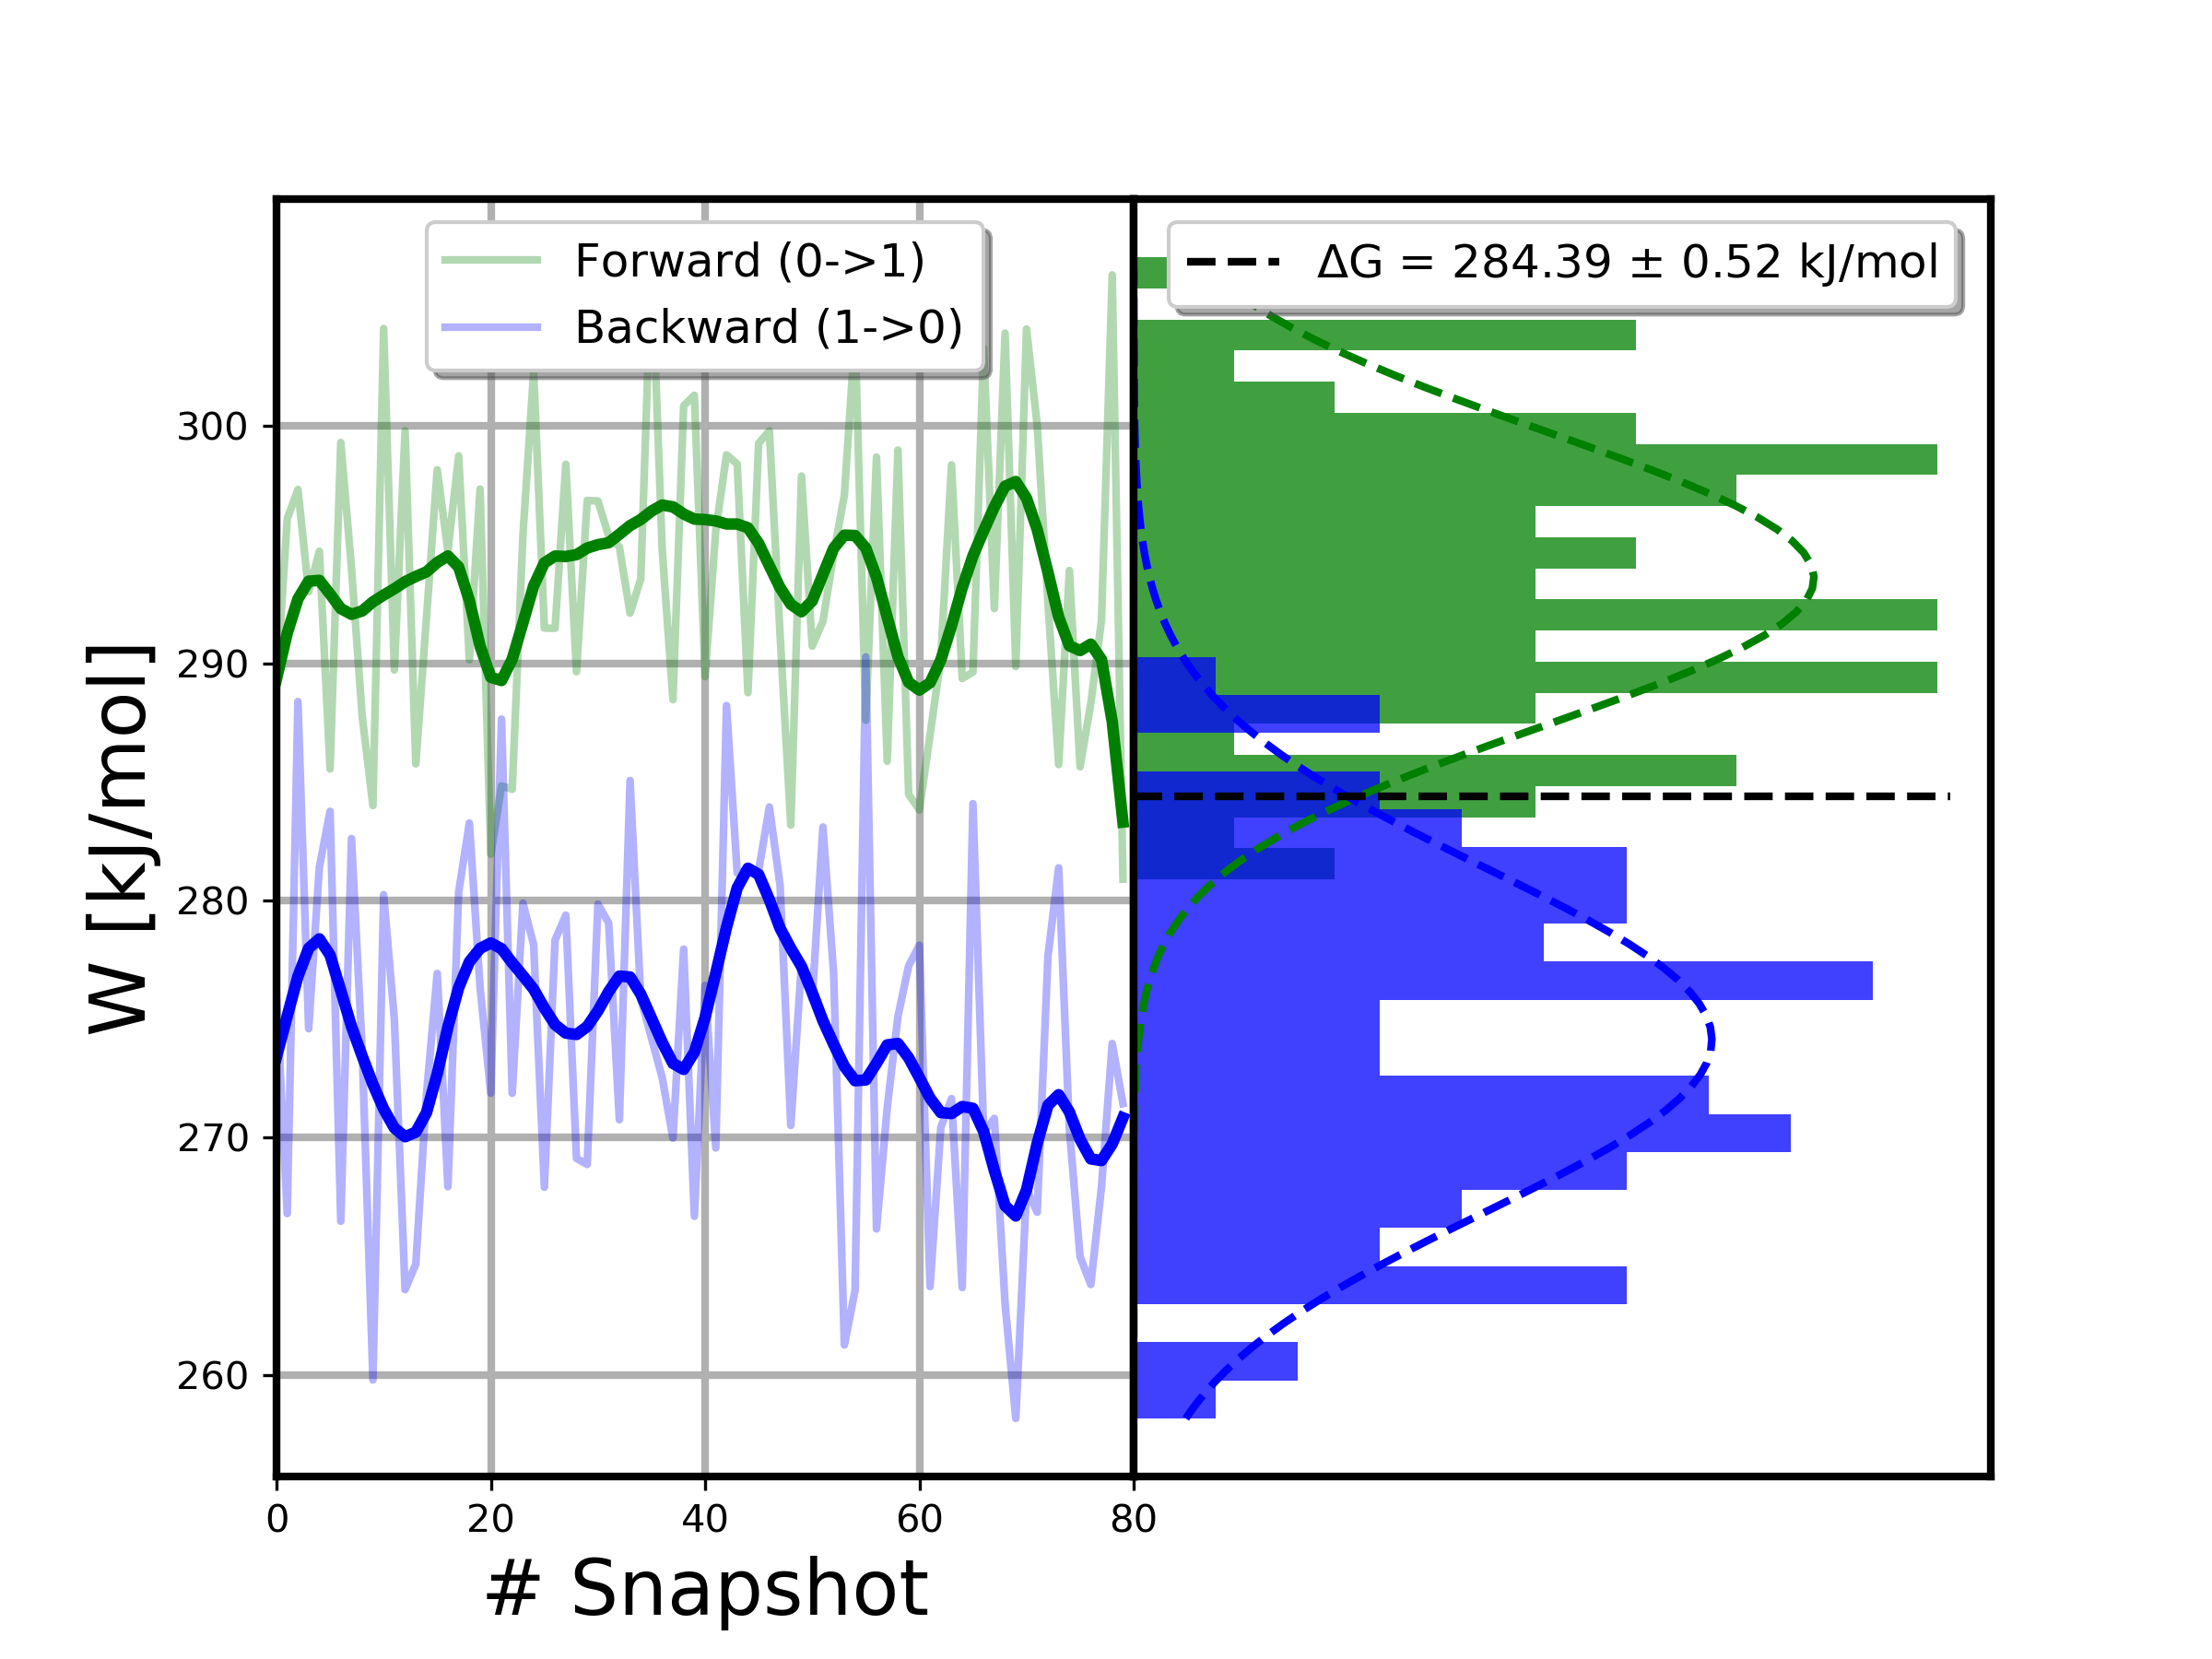 Forward (0->1)
Backward (1->0)
ΔG = 284.39 ± 0.52 kJ/mol
300
290
280
270
260
W [kJ/mol]
0 20 40 60 80
# Snapshot